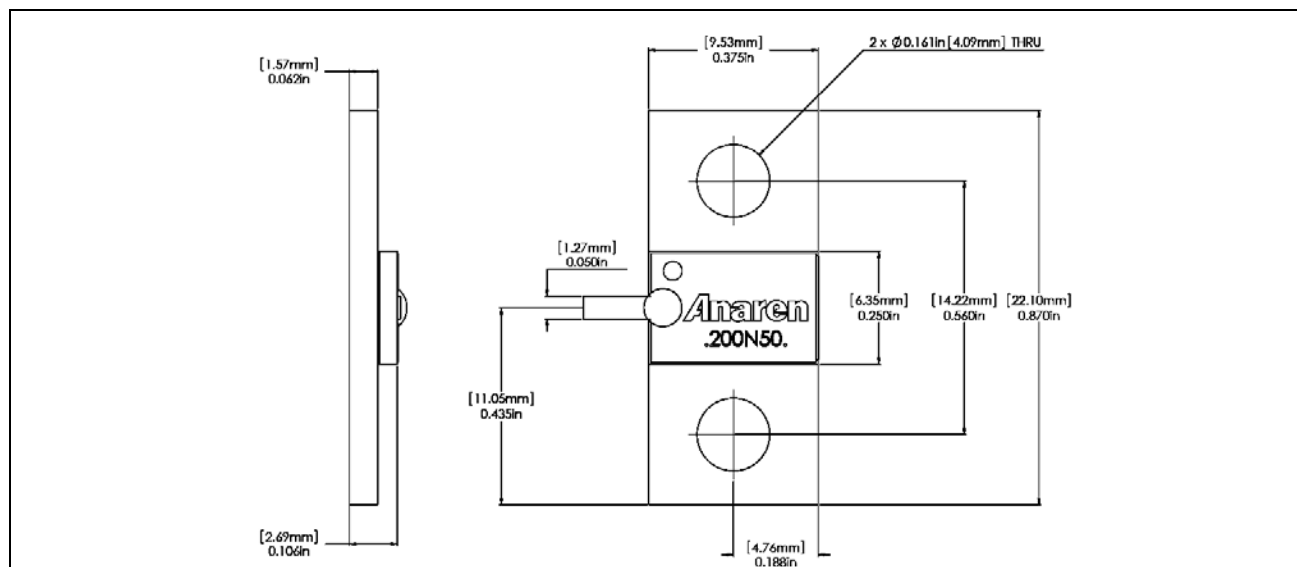 [9.53mm]
0.375in
2 x Ø0.161in[4.09mm] THRU
[1.57mm]
0.062in
[1.27mm]
0.050in
Anaren
.200N50.
[6.35mm]
0.250in
[14.22mm]
0.560in
[22.10mm]
0.870in
[11.05mm]
0.435in
[2.69mm]
0.106in
[4.76mm]
0.188in